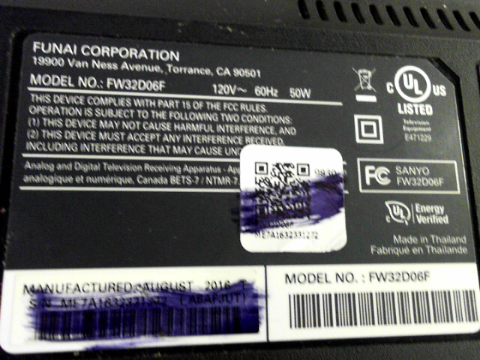 FUNAI CORPORATION
19900 Van Ness Avenue, Torrance, CA 90501
MODEL NO.: FW32D06F 120V~ 60Hz 50W
THIS DEVICE COMPLIES WITH PART 15 OF THE FCC RULES.
OPERATION IS SUBJECT TO THE FOLLOWING TWO CONDITIONS:
(1) THIS DEVICE MAY NOT CAUSE HARMFUL INTERFERENCE, AND
(2) THIS DEVICE MUST ACCEPT ANY INTERFERENCE RECEIVED,
INCLUDING INTERFERENCE THAT MAY CAUSE
Analog and Digital Television Receiving Apparatus -
analogique et numérique, Canada BETS-7 / NTMR-7
C UL US
LISTED
Television
Equipment
E471229
FC SANYO
FW32D06F
UL Energy
Verified
Made in Thailand
Fabriqué en Thaïlande
ME7A1632331272
MANUFACTURED: AUGUST 2016
MODEL NO. : FW32D06F